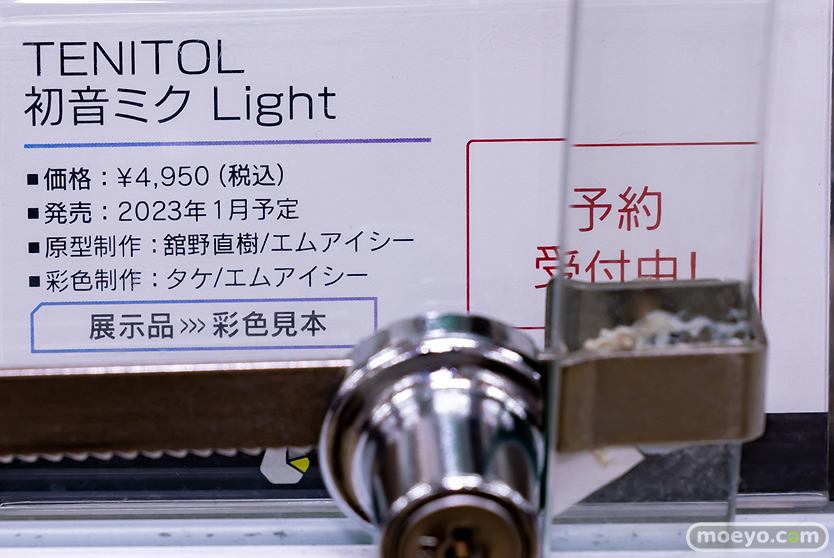 TENITOL
初音ミク Light
■価格：¥4,950（税込）
■発売：2023年1月予定
■原型制作：舘野直樹/エムアイシー
■彩色制作：タケ/エムアイシー
展示品>>>彩色見本
予約
受付中!
moeyo.com